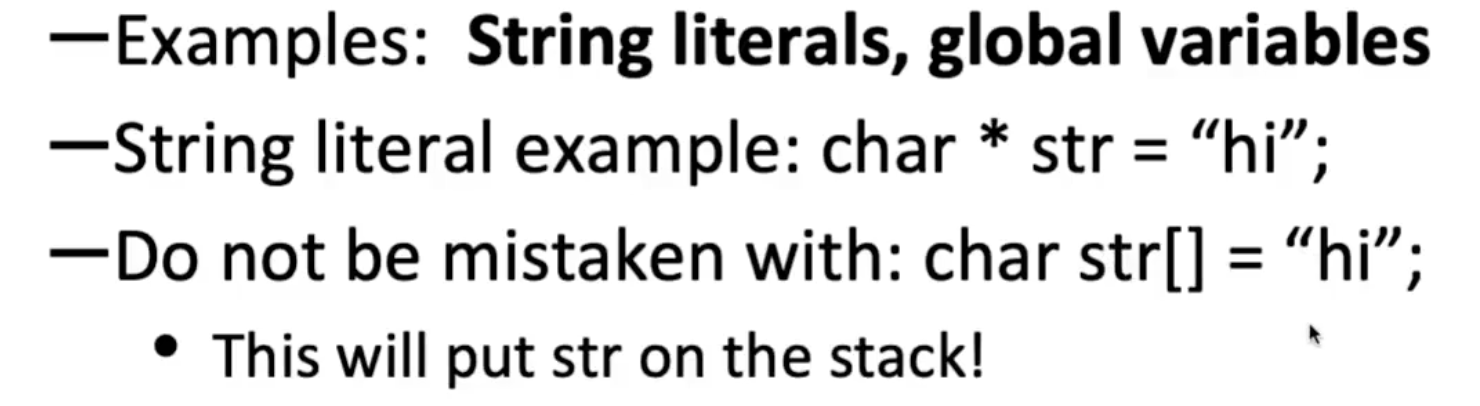 —Examples: String literals, global variables
—String literal example: char * str = “hi”;
—Do not be mistaken with: char str[] = “hi”;
• This will put str on the stack!